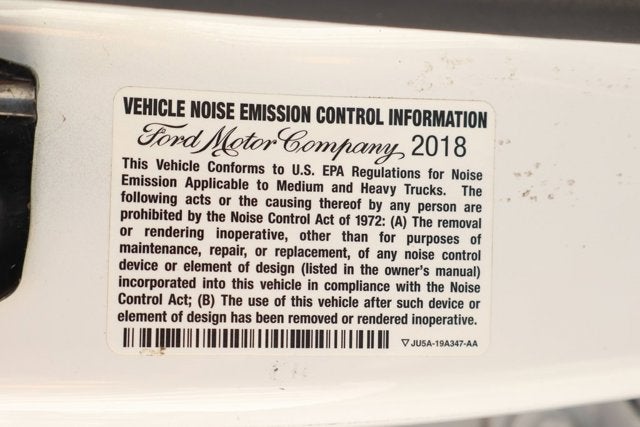 VEHICLE NOISE EMISSION CONTROL INFORMATION
Ford Motor Company 2018
This Vehicle Conforms to U.S. EPA Regulations for Noise
Emission Applicable to Medium and Heavy Trucks. The
following acts or the causing thereof by any person are
prohibited by the Noise Control Act of 1972: (A) The removal
or rendering inoperative, other than for purposes of
maintenance, repair, or replacement, of any noise control
device or element of design (listed in the owner's manual)
incorporated into this vehicle in compliance with the Noise
Control Act; (B) The use of this vehicle after such device or
element of design has been removed or rendered inoperative.
▽ JU5A-19A347-AA